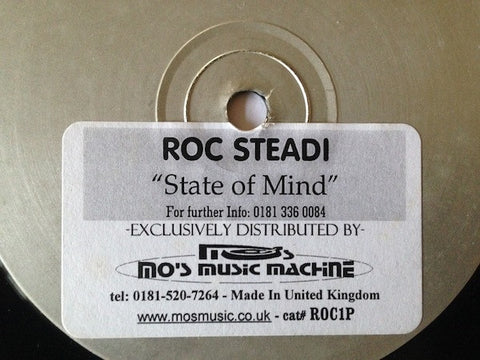 ROC STEADI
"State of Mind"
For further Info: 0181 336 0084
-EXCLUSIVELY DISTRIBUTED BY-
MO's
MO'S MUSIC MACHINE
tel: 0181-520-7264 - Made In United Kingdom
www.mosmusic.co.uk - cat# ROC1P